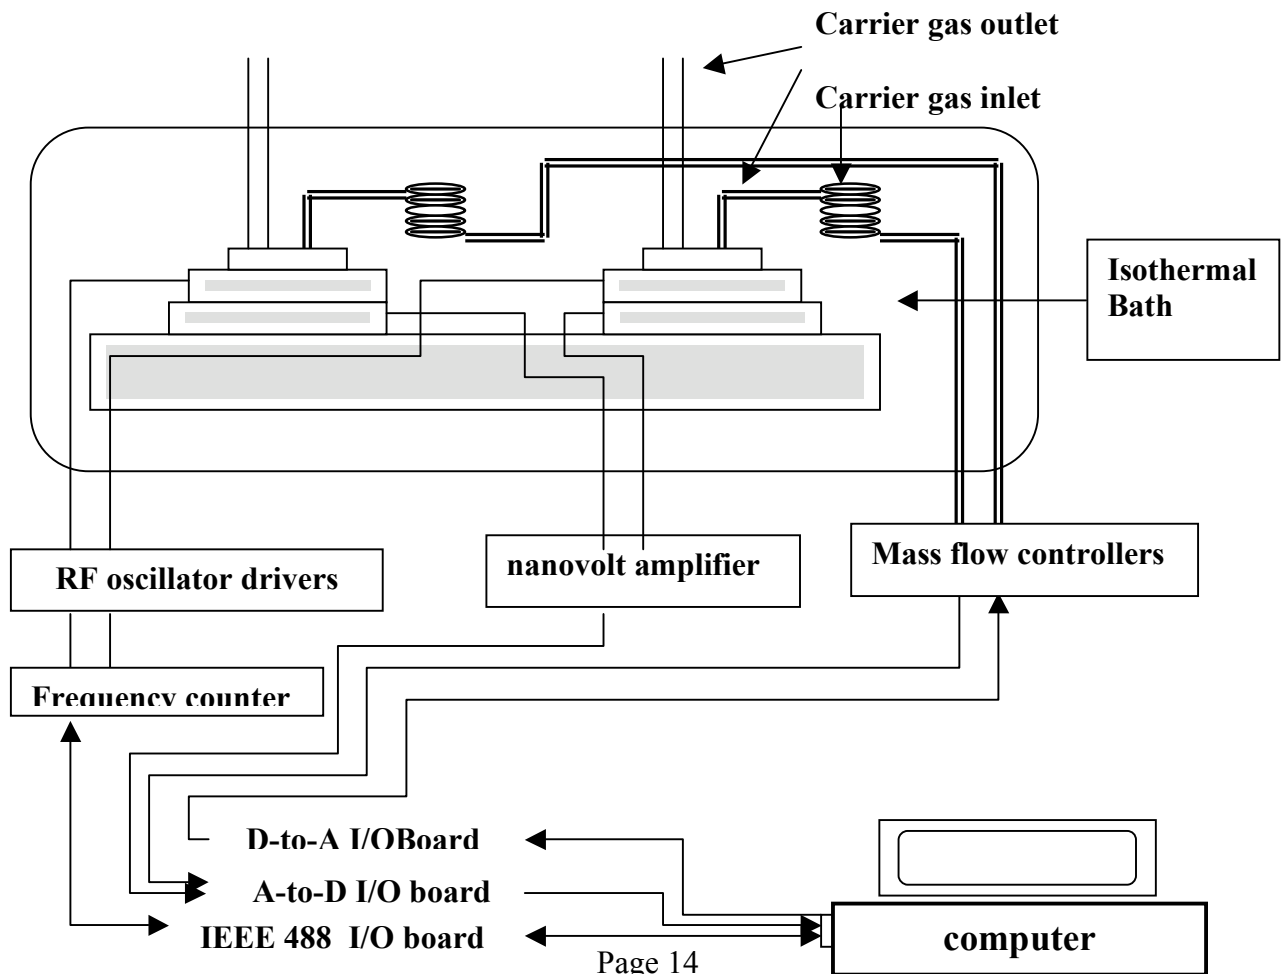 Carrier gas outlet
Carrier gas inlet
Isothermal
Bath
Mass flow controllers
nanovolt amplifier
RF oscillator drivers
Frequency counter
D-to-A I/OBoard
A-to-D I/O board
IEEE 488 I/O board
computer
Page 14